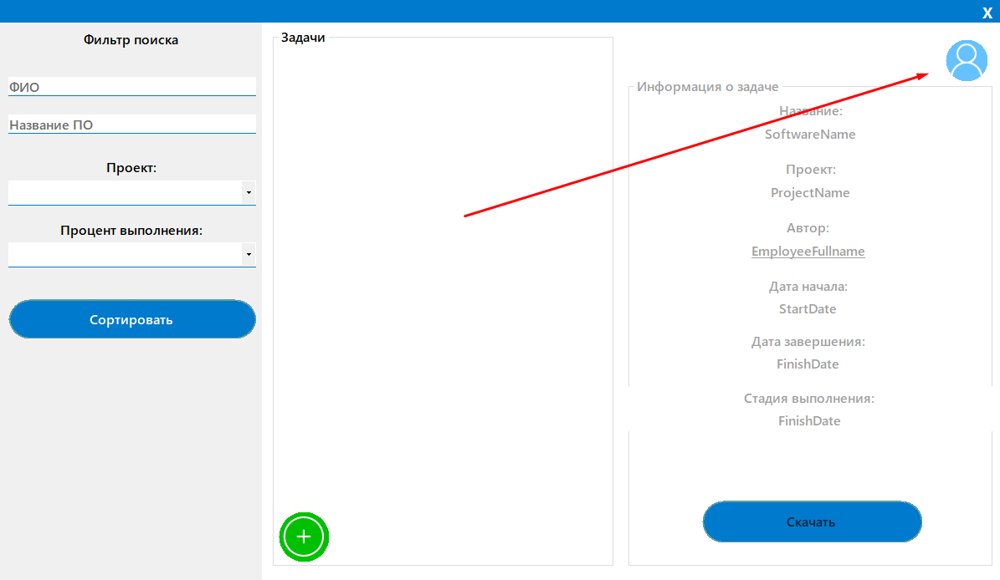 X
Фильтр поиска
ФИО
Название ПО
Проект:
Процент выполнения:
Сортировать
Задачи
Информация о задаче
Название:
SoftwareName
Проект:
ProjectName
Автор:
EmployeeFullname
Дата начала:
StartDate
Дата завершения:
FinishDate
Стадия выполнения:
FinishDate
Скачать